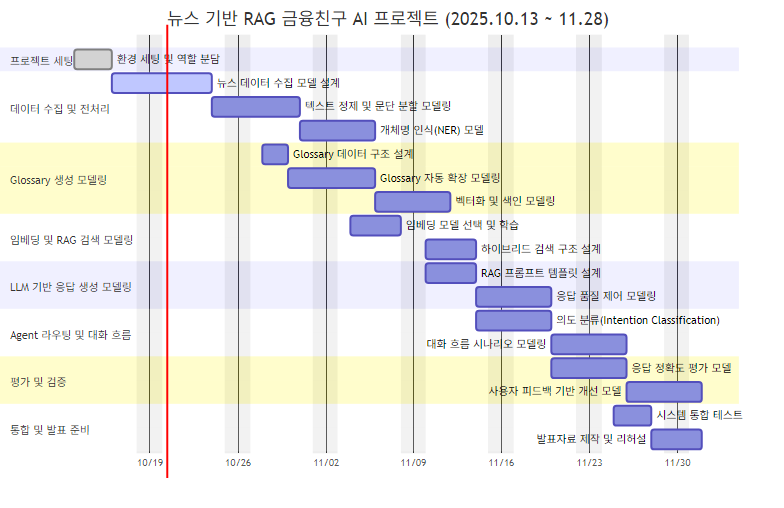 뉴스 기반 RAG 금융친구 AI 프로젝트 (2025.10.13 ~ 11.28)
프로젝트 세팅
환경 세팅 및 역할 분담
뉴스 데이터 수집 모델 설계
데이터 수집 및 전처리
텍스트 정제 및 문단 분할 모델링
개체명 인식(NER) 모델
Glossary 데이터 구조 설계
Glossary 생성 모델링
Glossary 자동 확장 모델링
벡터화 및 색인 모델링
임베딩 모델 선택 및 학습
임베딩 및 RAG 검색 모델링
하이브리드 검색 구조 설계
RAG 프롬프트 템플릿 설계
LLM 기반 응답 생성 모델링
응답 품질 제어 모델링
의도 분류(Intention Classification)
Agent 라우팅 및 대화 흐름
대화 흐름 시나리오 모델링
응답 정확도 평가 모델
평가 및 검증
사용자 피드백 기반 개선 모델
시스템 통합 테스트
통합 및 발표 준비
발표자료 제작 및 리허설
10/19 10/26 11/02 11/09 11/16 11/23 11/30